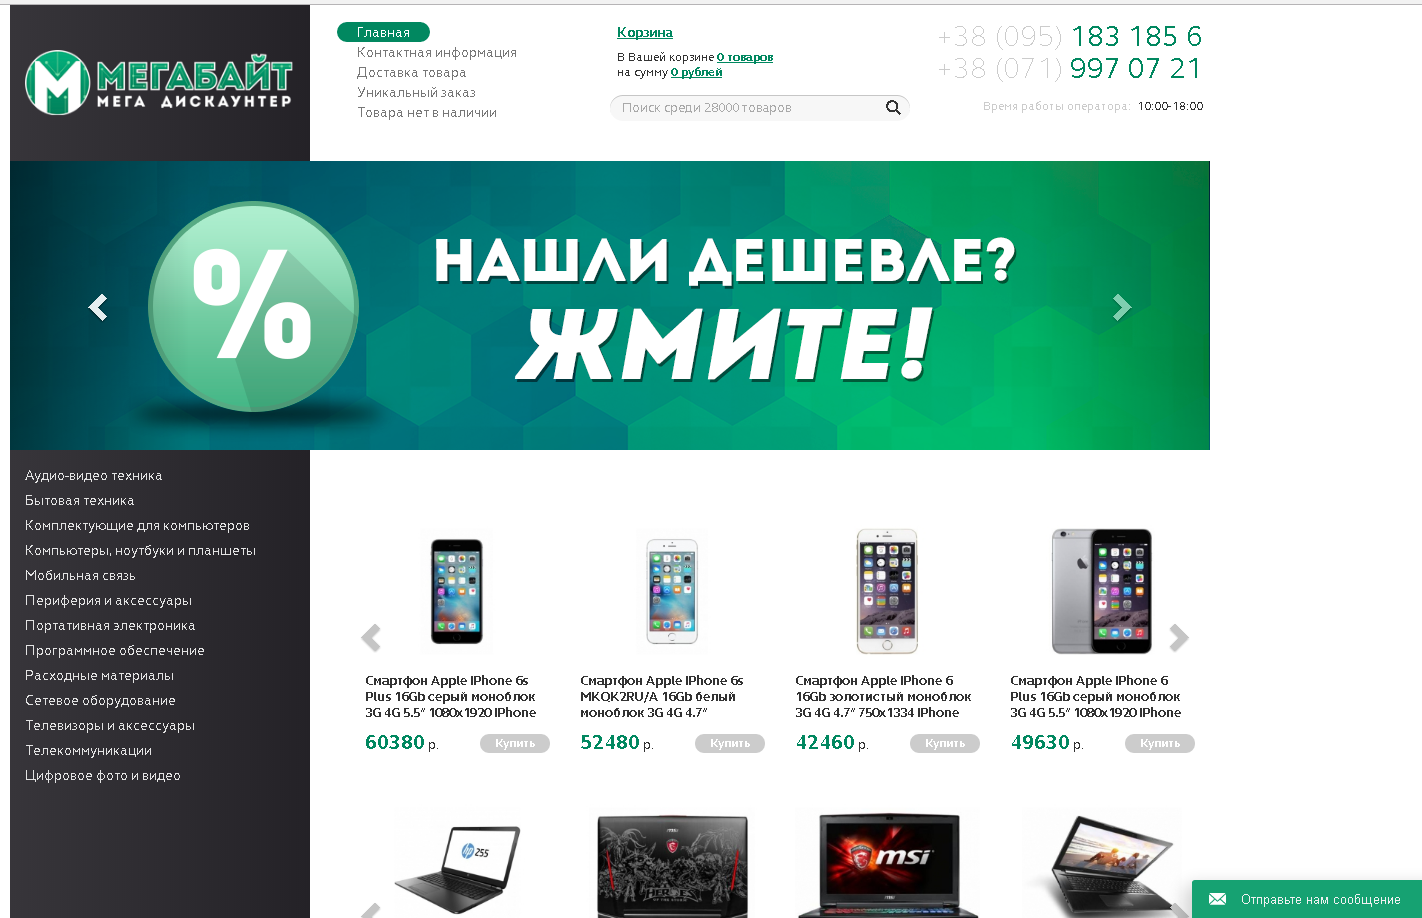 МЕГАБАЙТ
МЕГА ДИСКАУНТЕР
Главная
Контактная информация
Доставка товара
Уникальный заказ
Товара нет в наличии
Корзина
В Вашей корзине 0 товаров
на сумму 0 рублей
Поиск среди 28000 товаров
+38 (095) 183 185 6
+38 (071) 997 07 21
Время работы оператора: 10:00-18:00
%
НАШЛИ ДЕШЕВЛЕ?
ЖМИТЕ!
Аудио-видео техника
Бытовая техника
Комплектующие для компьютеров
Компьютеры, ноутбуки и планшеты
Мобильная связь
Периферия и аксессуары
Портативная электроника
Программное обеспечение
Расходные материалы
Сетевое оборудование
Телевизоры и аксессуары
Телекоммуникации
Цифровое фото и видео
Смартфон Apple IPhone 6s
Plus 16Gb серый моноблок
3G 4G 5.5" 1080x1920 IPhone
60380 р.
Купить
Смартфон Apple IPhone 6s
MKQK2RU/A 16Gb белый
моноблок 3G 4G 4.7"
52480 р.
Купить
Смартфон Apple IPhone 6
16Gb золотистый моноблок
3G 4G 4.7" 750x1334 IPhone
42460 р.
Купить
Смартфон Apple IPhone 6
Plus 16Gb серый моноблок
3G 4G 5.5" 1080x1920 IPhone
49630 р.
Купить
hp 255
HEROES
msi
Отправьте нам сообщение